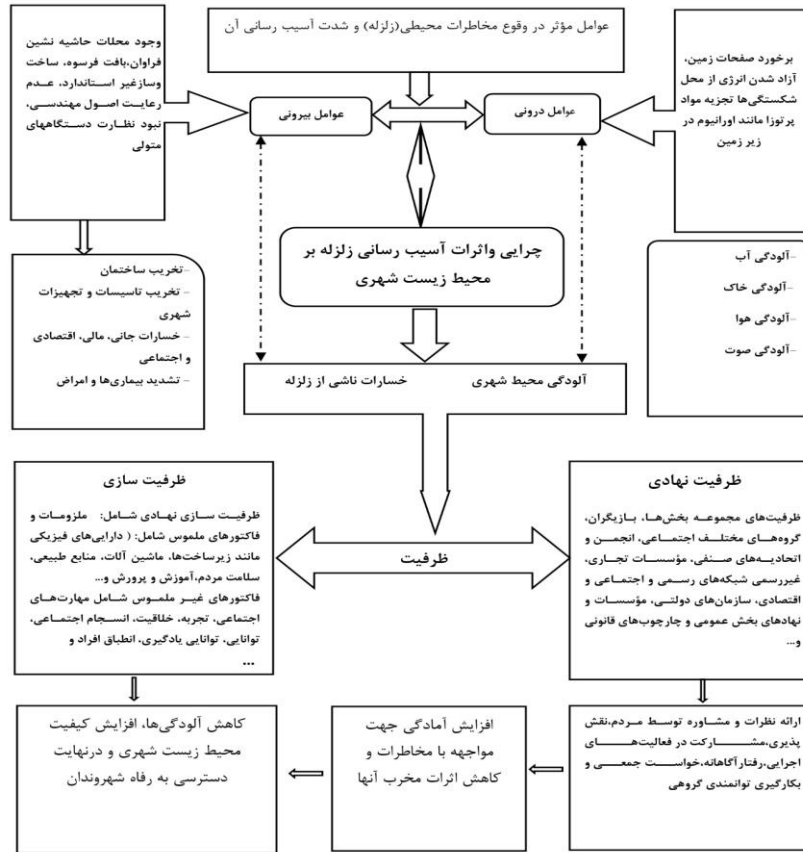 عوامل مؤثر در وقوع مخاطرات محیطی(زلزله) و شدت آسیب رسانی آن
برخورد صفحات زمین،
آزاد شدن انرژی از محل
شکستگی‌ها تجزیه مواد
پرتوزا مانند اورانیوم در
زیر زمین
عوامل درونی
عوامل بیرونی
وجود محلات حاشیه نشین
فراوان،بافت فرسوه، ساخت
وسازغیر استاندارد، عدم
رعایت اصول مهندسی،
نبود نظارت دستگاههای
متولی
چرایی واثرات آسیب رسانی زلزله بر
محیط زیست شهری
–آلودگی آب
–آلودگی خاک
–آلودگی هوا
–آلودگی صوت
–تخریب ساختمان
–تخریب تاسیسات و تجهیزات
شهری
– خسارات جانی، مالی، اقتصادی
و اجتماعی
– تشدید بیماری‌ها و امراض
آلودگی محیط شهری خسارات ناشی از زلزله
ظرفیت نهادی
ظرفیت‌های مجموعه بخش‌ها، بازیگران،
گروه‌های مختلف اجتماعی، انجمن و
اتحادیه‌های صنفی، مؤسسات تجاری،
غیررسمی شبکه‌های رسمی و اجتماعی و
اقتصادی، سازمان‌های دولتی، مؤسسات و
نهادهای بخش عمومی و چارچوب‌های قانونی
و...
ظرفیت
ظرفیت سازی
ظرفیت سازی نهادی شامل: ملزومات و
فاکتورهای ملموس شامل: ( دارایی‌های فیزیکی
مانند زیرساخت‌ها، ماشین آلات، منابع طبیعی،
سلامت مردم،آموزش و پرورش و...
فاکتورهای غیر ملموس شامل مهارت‌های
اجتماعی، تجربه، خلاقیت، انسجام اجتماعی،
توانایی، توانایی یادگیری، انطباق افراد و
...
ارائه نظرات و مشاوره توسط مردم،نقش
پذیری،مشارکت در فعالیت‌های
اجرایی،رفتارآگاهانه،خواست جمعی و
بکارگیری توانمندی گروهی
افزایش آمادگی جهت
مواجهه با مخاطرات و
کاهش اثرات مخرب آنها
کاهش آلودگی‌ها، افزایش کیفیت
محیط زیست شهری و درنهایت
دسترسی به رفاه شهروندان